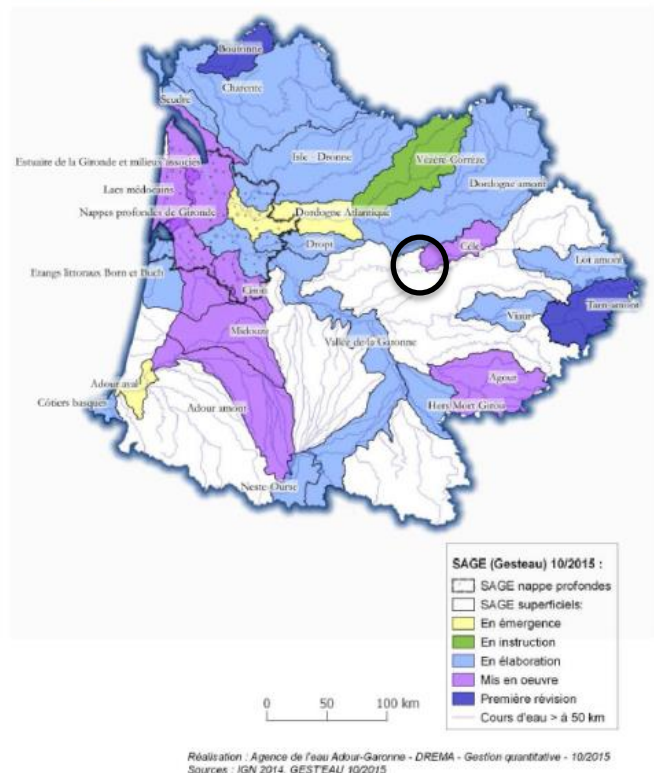 Boutonne
Charente
Seudre
Isle - Dronne
Vézère-Corrèze
Estuaire de la Gironde et milieux associés
Dordogne amont
Lacs médocains
Nappes profondes de Gironde
Dordogne Atlantique
Dropt
Célé
Etangs littoraux Born et Buch
Lot amont
Ciron
Tarn-amont
Viaur
Midouze
Vallée de la Garonne
Adour aval
Agout
Côtiers basques
Adour amont
Hers Mort Girou
Neste-Ourse
SAGE (Gesteau) 10/2015 :
SAGE nappe profondes
SAGE superficiels:
En émergence
En instruction
En élaboration
Mis en oeuvre
Première révision
Cours d'eau > à 50 km
0 50 100 km
Réalisation : Agence de l'eau Adour-Garonne - DREMA - Gestion quantitative - 10/2015
Sources : IGN 2014, GEST'EAU 10/2015